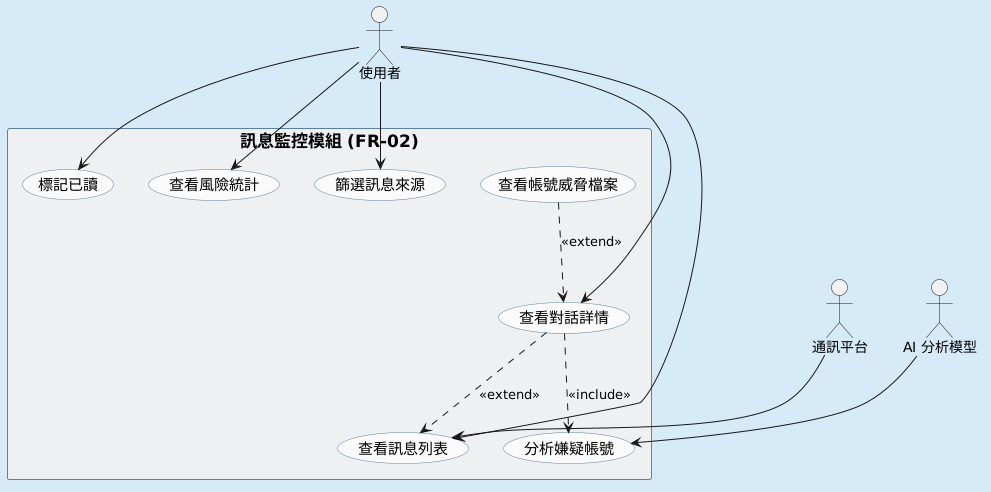 使用者
訊息監控模組 (FR-02)
標記已讀
查看風險統計
篩選訊息來源
查看帳號威脅檔案
«extend»
查看對話詳情
通訊平台
AI 分析模型
«extend»
«include»
查看訊息列表
分析嫌疑帳號